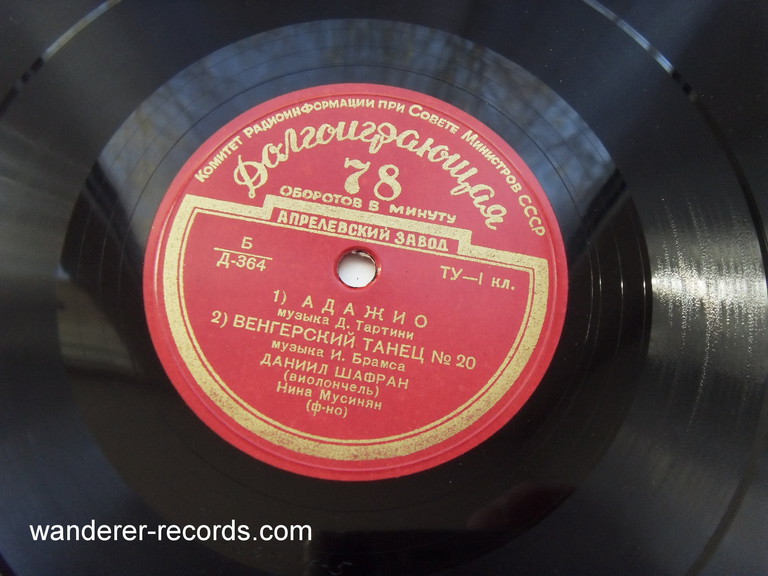 Комитет Радиоинформации при Совете Министров СССР
Долгоиграющая
78
ОБОРОТОВ В МИНУТУ
АПРЕЛЕВСКИЙ ЗАВОД
Б
Д-364
ТУ—I кл.
1) АДАЖИО
музыка Д. Тартини
2) ВЕНГЕРСКИЙ ТАНЕЦ № 20
музыка И. Брамса
ДАНИИЛ ШАФРАН
(виолончель)
Нина Мусинян
(ф-но)
wanderer-records.com